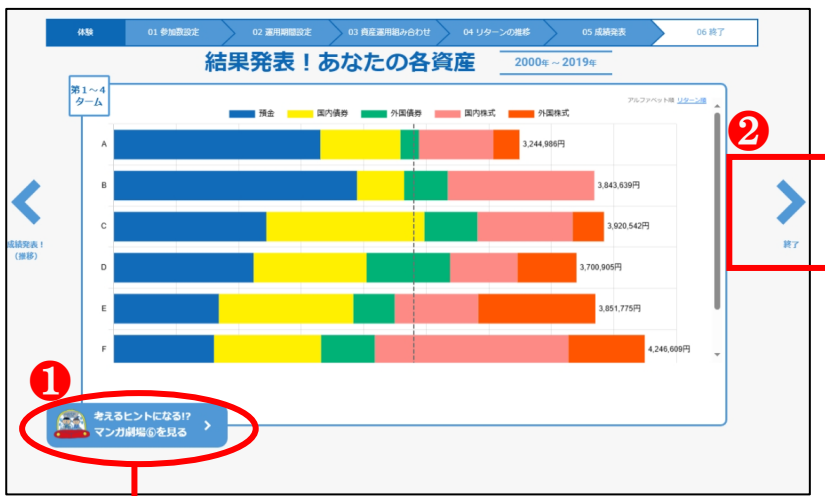 体験
01 参加数設定
02 運用期間設定
03 資産運用組み合わせ
04 リターンの推移
05 成績発表
06 終了
結果発表！あなたの各資産
2000年～2019年
第1～4
ターム
アルファベット順 リターン順
預金 国内債券 外国債券 国内株式 外国株式
A 3,244,986円
B 3,843,639円
C 3,920,542円
D 3,700,905円
E 3,851,775円
F 4,246,609円
成績発表！
(推移)
❷
終了
❶
考えるヒントになる!?
マンガ劇場⑥を見る